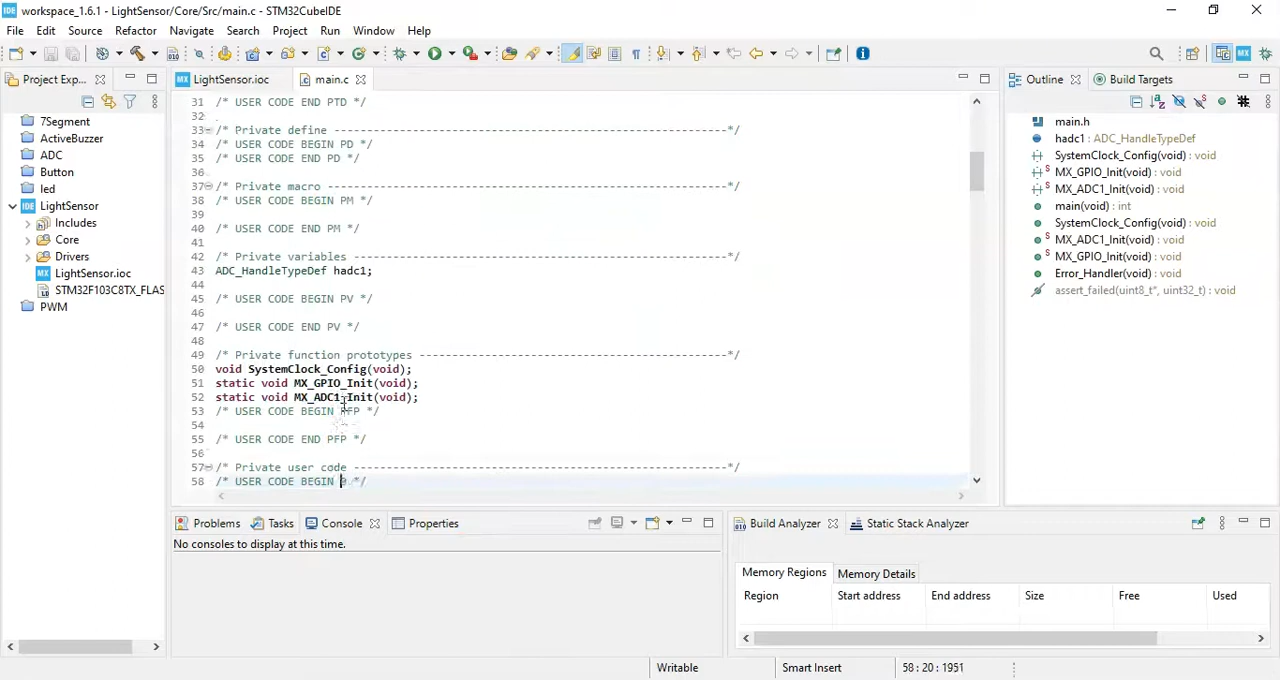 workspace_1.6.1 - LightSensor/Core/Src/main.c - STM32CubeIDE
File Edit Source Refactor Navigate Search Project Run Window Help
Project Exp...
LightSensor.ioc
main.c
Outline
Build Targets
7Segment
ActiveBuzzer
ADC
Button
led
LightSensor
Includes
Core
Drivers
LightSensor.ioc
STM32F103C8TX_FLAS
PWM
31 /* USER CODE END PTD */
32
33 /* Private define ------------------------------------------------------------*/
34 /* USER CODE BEGIN PD */
35 /* USER CODE END PD */
36
37 /* Private macro -------------------------------------------------------------*/
38 /* USER CODE BEGIN PM */
39
40 /* USER CODE END PM */
41
42 /* Private variables ---------------------------------------------------------*/
43 ADC_HandleTypeDef hadc1;
44
45 /* USER CODE BEGIN PV */
46
47 /* USER CODE END PV */
48
49 /* Private function prototypes -----------------------------------------------*/
50 void SystemClock_Config(void);
51 static void MX_GPIO_Init(void);
52 static void MX_ADC1_Init(void);
53 /* USER CODE BEGIN PFP */
54
55 /* USER CODE END PFP */
56
57 /* Private user code ---------------------------------------------------------*/
58 /* USER CODE BEGIN 0 */
main.h
hadc1 : ADC_HandleTypeDef
SystemClock_Config(void) : void
MX_GPIO_Init(void) : void
MX_ADC1_Init(void) : void
main(void) : int
SystemClock_Config(void) : void
MX_ADC1_Init(void) : void
MX_GPIO_Init(void) : void
Error_Handler(void) : void
assert_failed(uint8_t*, uint32_t) : void
Problems Tasks Console Properties
No consoles to display at this time.
Build Analyzer Static Stack Analyzer
Memory Regions Memory Details
Region Start address End address Size Free Used
Writable Smart Insert 58 : 20 : 1951